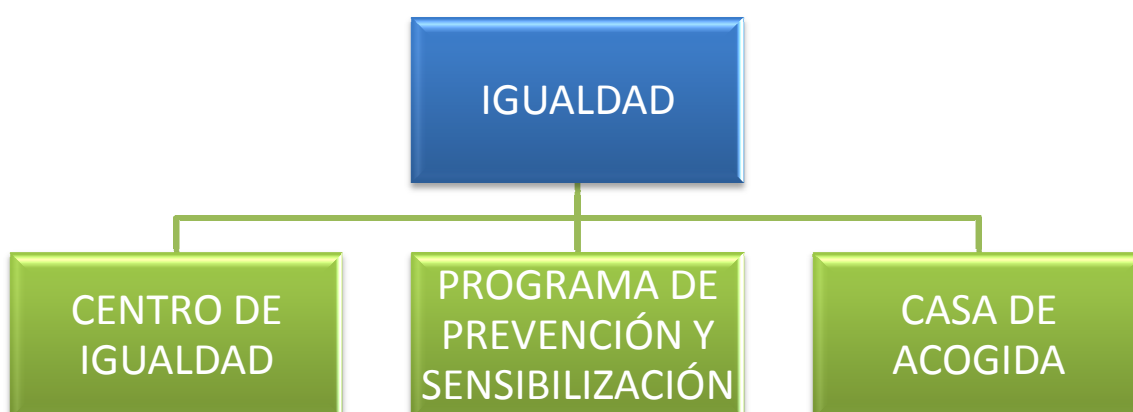 IGUALDAD
CENTRO DE
IGUALDAD
PROGRAMA DE
PREVENCIÓN Y
SENSIBILIZACIÓN
CASA DE
ACOGIDA